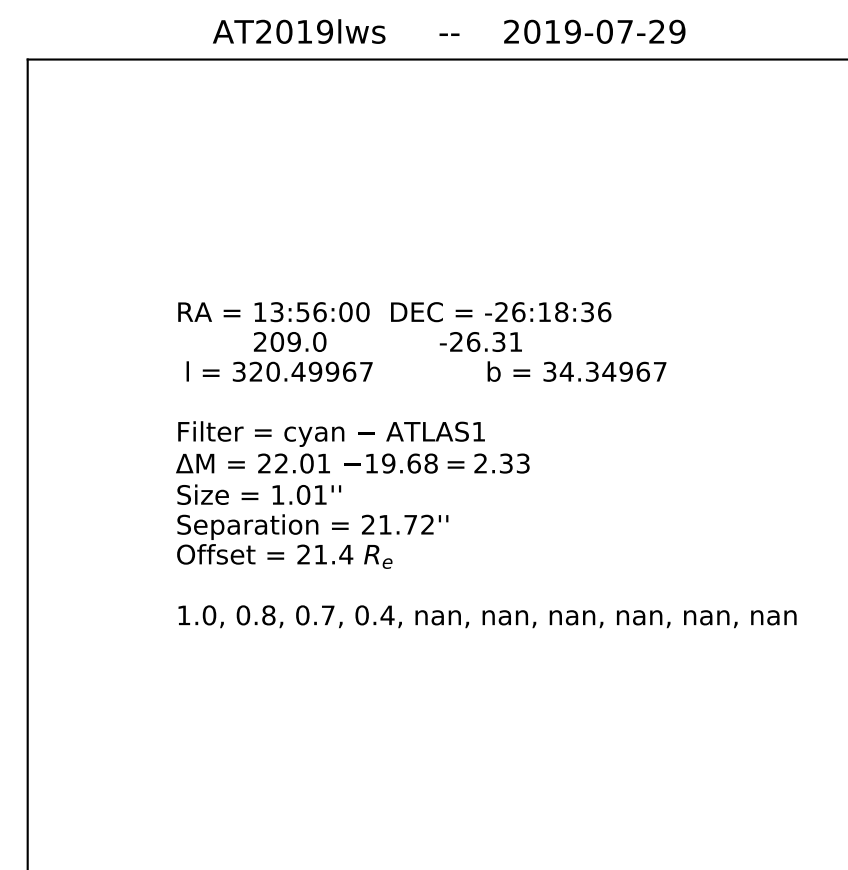 AT2019lws -- 2019-07-29
RA = 13:56:00 DEC = -26:18:36
209.0 -26.31
l = 320.49967 b = 34.34967
Filter = cyan − ATLAS1
ΔM = 22.01 −19.68 = 2.33
Size = 1.01''
Separation = 21.72''
Offset = 21.4 Re
1.0, 0.8, 0.7, 0.4, nan, nan, nan, nan, nan, nan